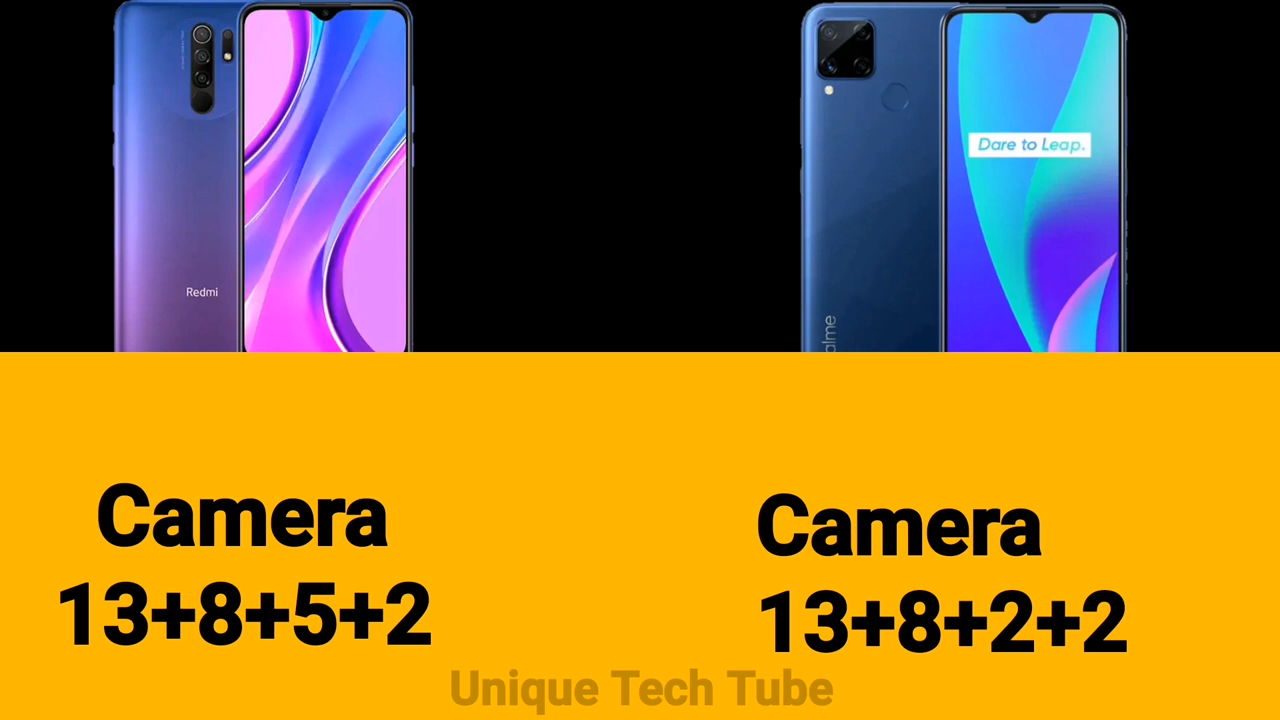 Redmi
Dare to Leap.
alme
Camera
13+8+5+2
Camera
13+8+2+2
Unique Tech Tube